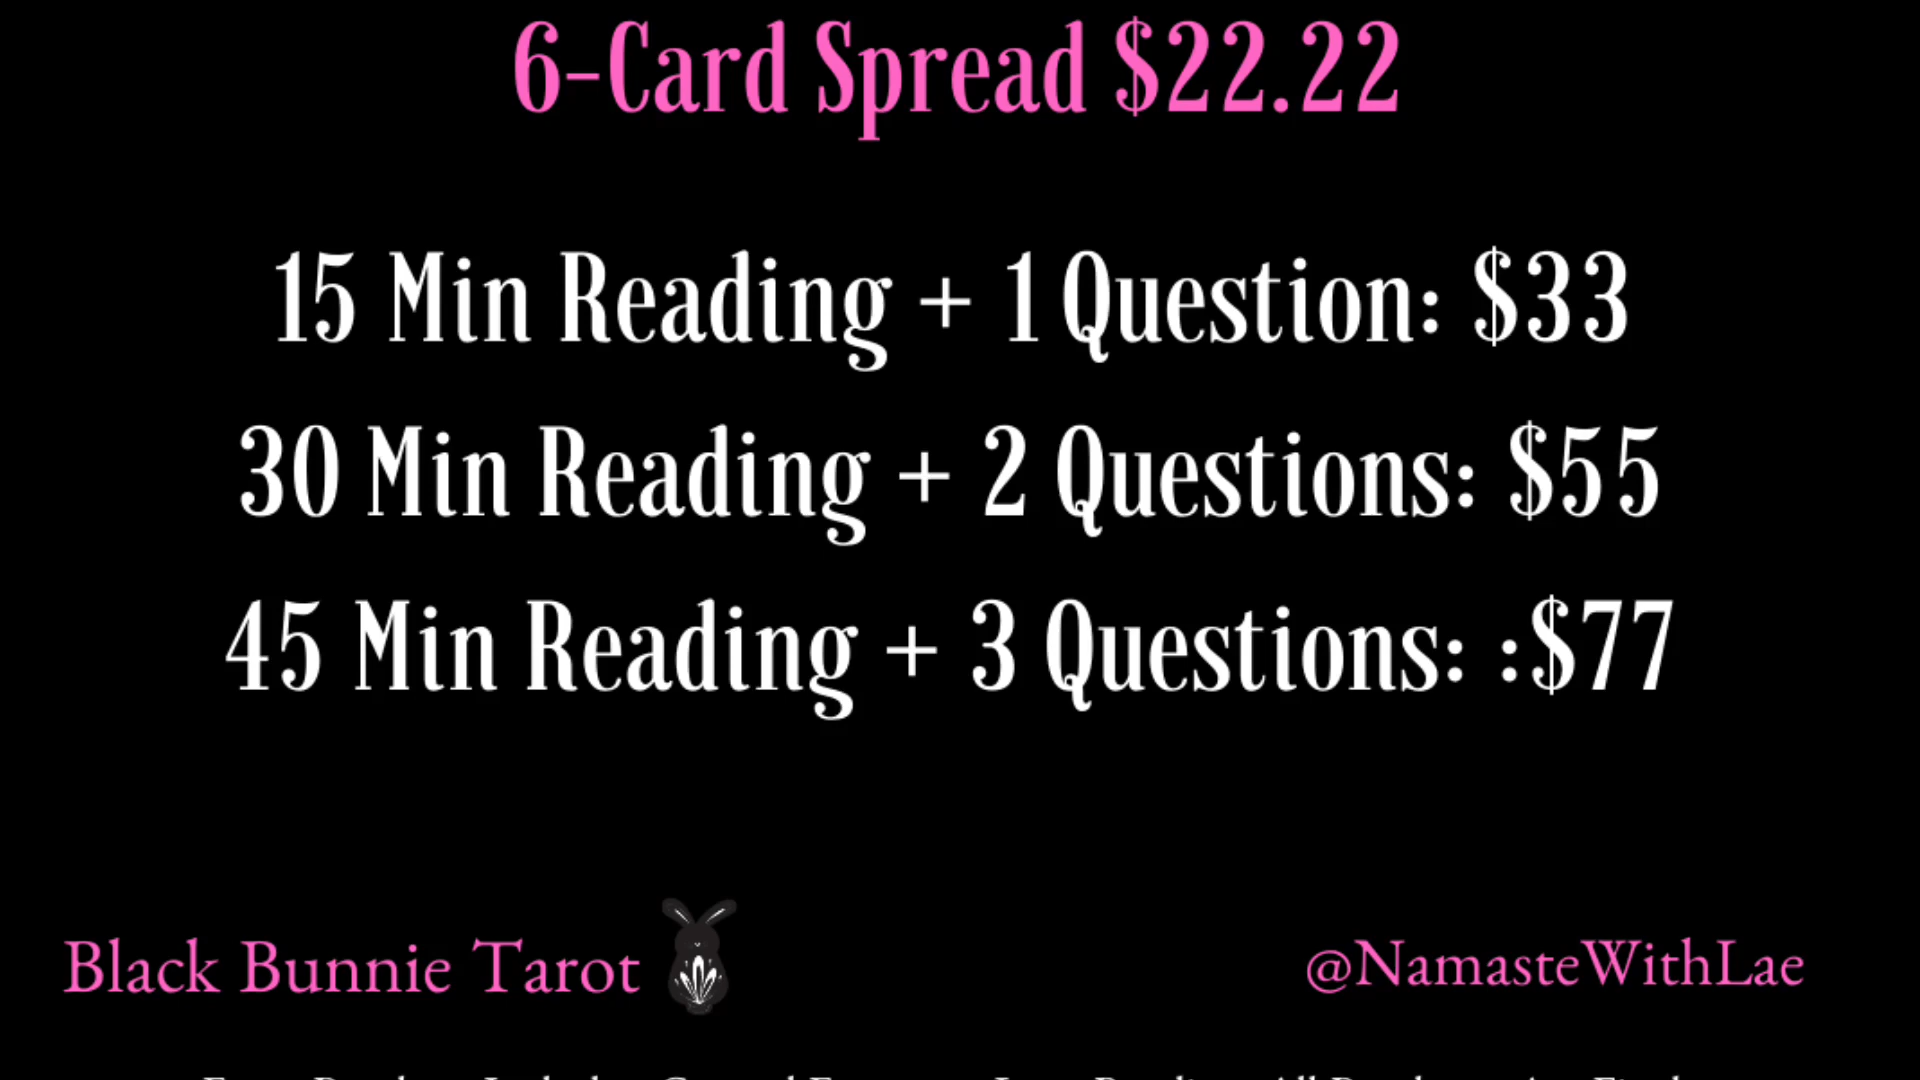 6-Card Spread $22.22
15 Min Reading + 1 Question: $33
30 Min Reading + 2 Questions: $55
45 Min Reading + 3 Questions: :$77
Black Bunnie Tarot
@NamasteWithLae